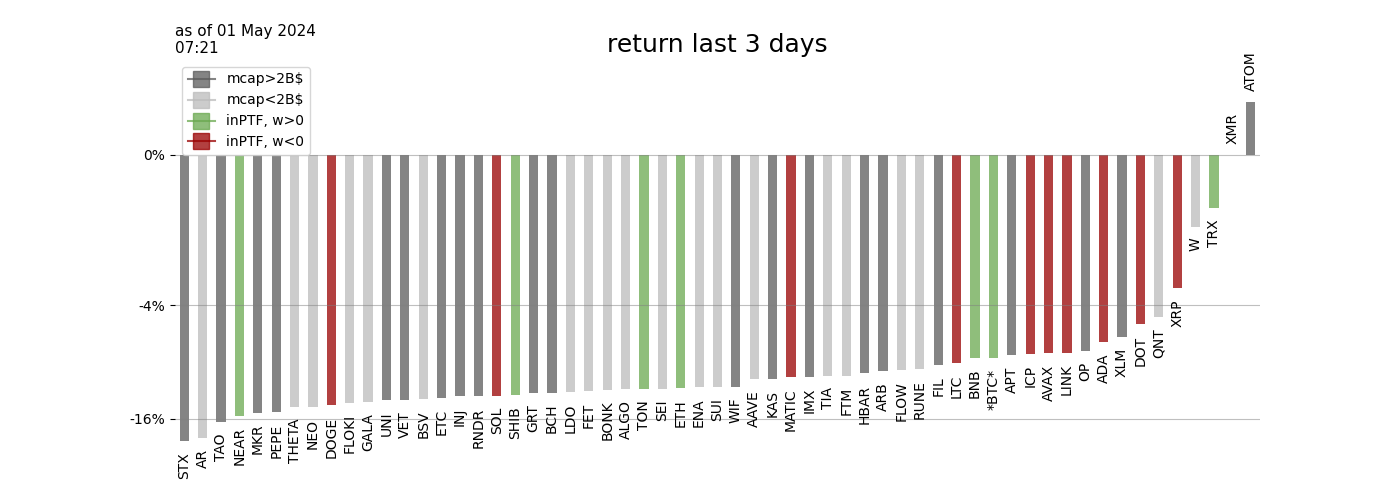 as of 01 May 2024
07:21
return last 3 days
mcap>2B$
mcap<2B$
inPTF, w>0
inPTF, w<0
0%
-4%
-16%
STX
AR
TAO
NEAR
MKR
PEPE
THETA
NEO
DOGE
FLOKI
GALA
UNI
VET
BSV
ETC
INJ
RNDR
SOL
SHIB
GRT
BCH
LDO
FET
BONK
ALGO
TON
SEI
ETH
ENA
SUI
WIF
AAVE
KAS
MATIC
IMX
TIA
FTM
HBAR
ARB
FLOW
RUNE
FIL
LTC
BNB
*BTC*
APT
ICP
AVAX
LINK
OP
ADA
XLM
DOT
QNT
XRP
W
TRX
XMR
ATOM